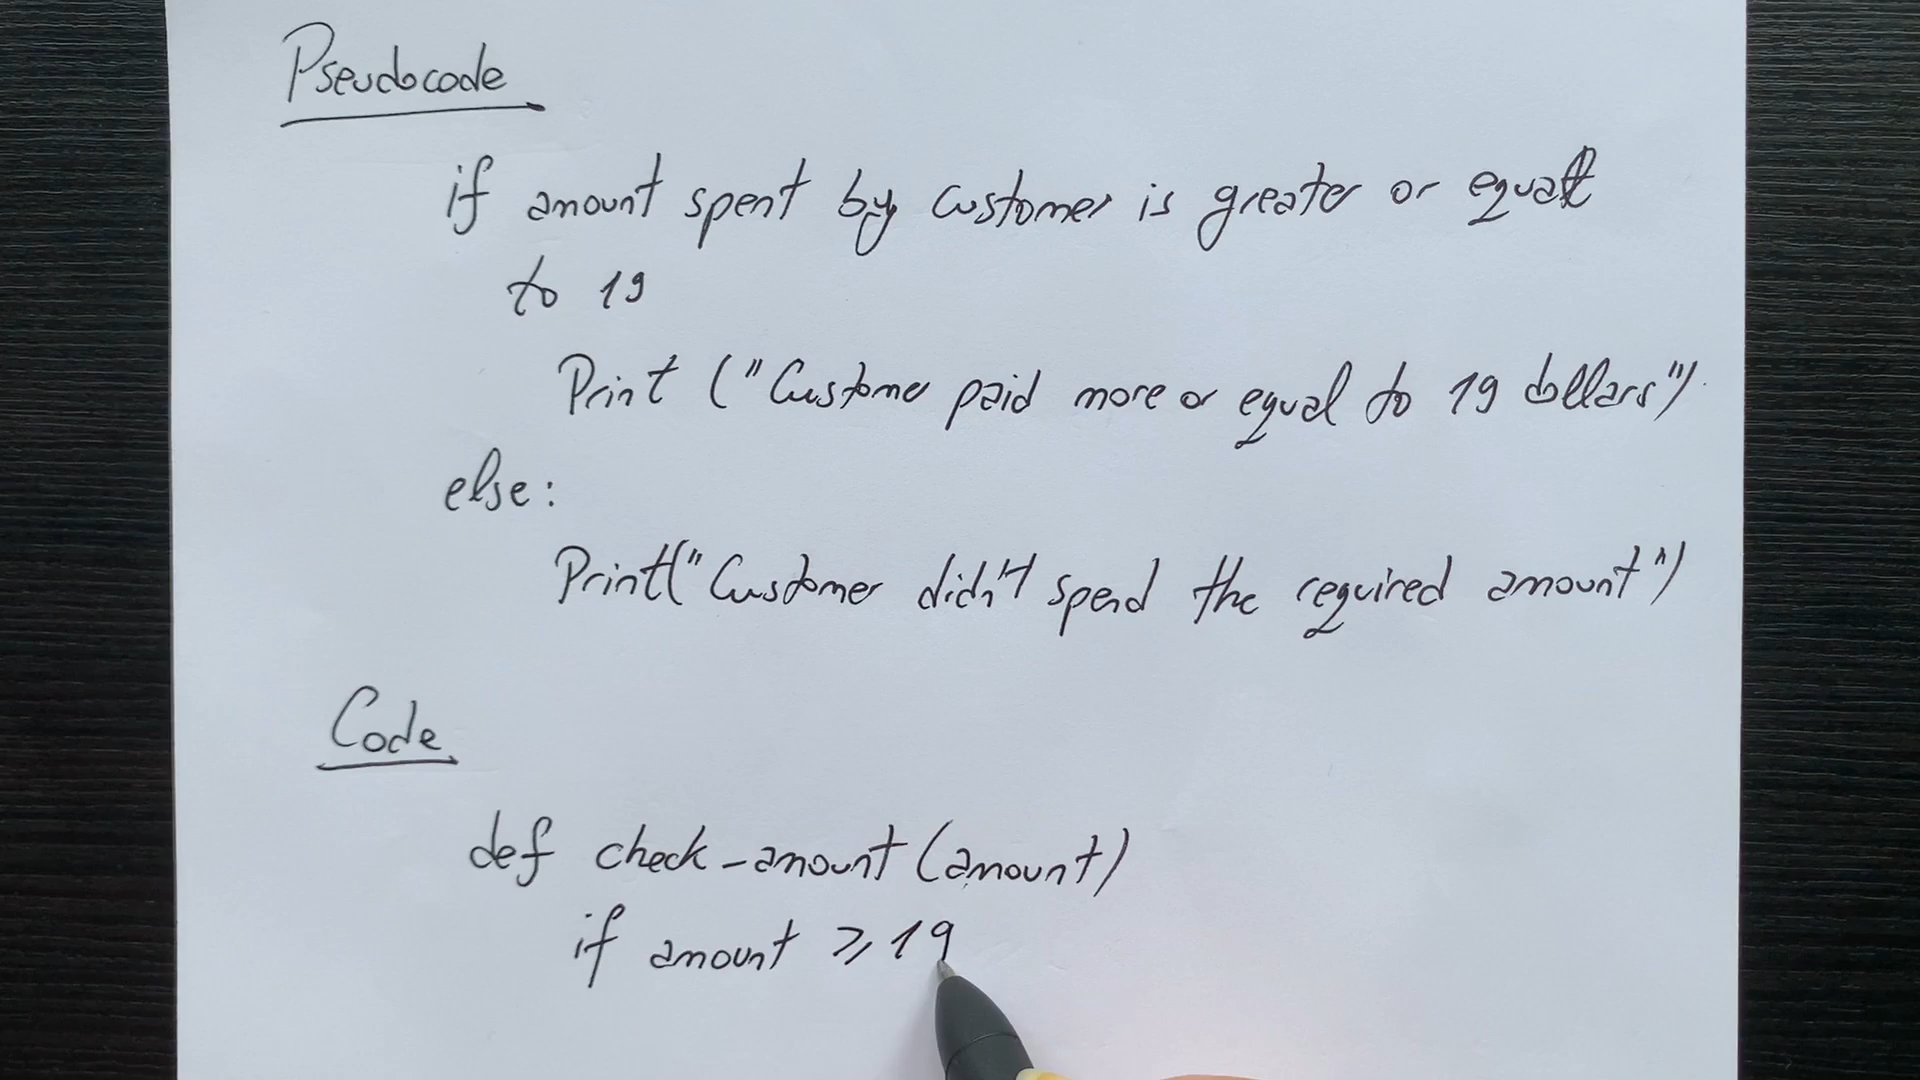 Pseudocode
if amount spent by customer is greater or equal
to 19
Print ("Customer paid more or equal to 19 dollars")
else:
Print("Customer didn't spend the required amount")
Code
def check-amount(amount)
if amount ⩾ 19